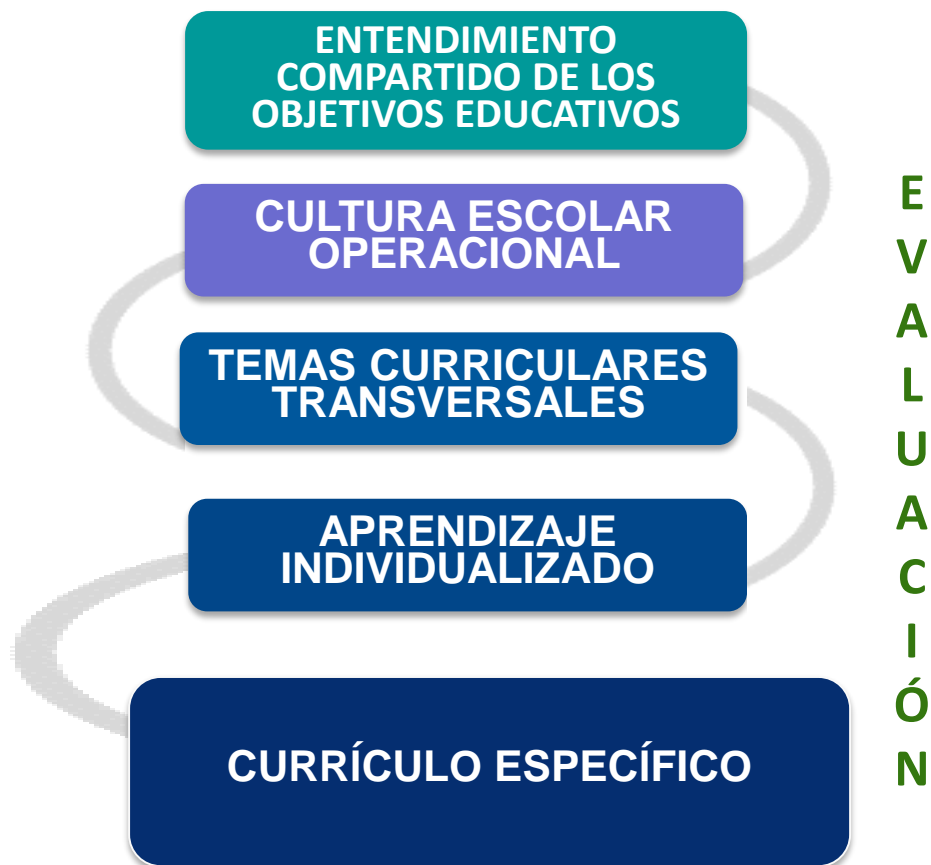 ENTENDIMIENTO
COMPARTIDO DE LOS
OBJETIVOS EDUCATIVOS
CULTURA ESCOLAR
OPERACIONAL
TEMAS CURRICULARES
TRANSVERSALES
APRENDIZAJE
INDIVIDUALIZADO
CURRÍCULO ESPECÍFICO
E
V
A
L
U
A
C
I
Ó
N